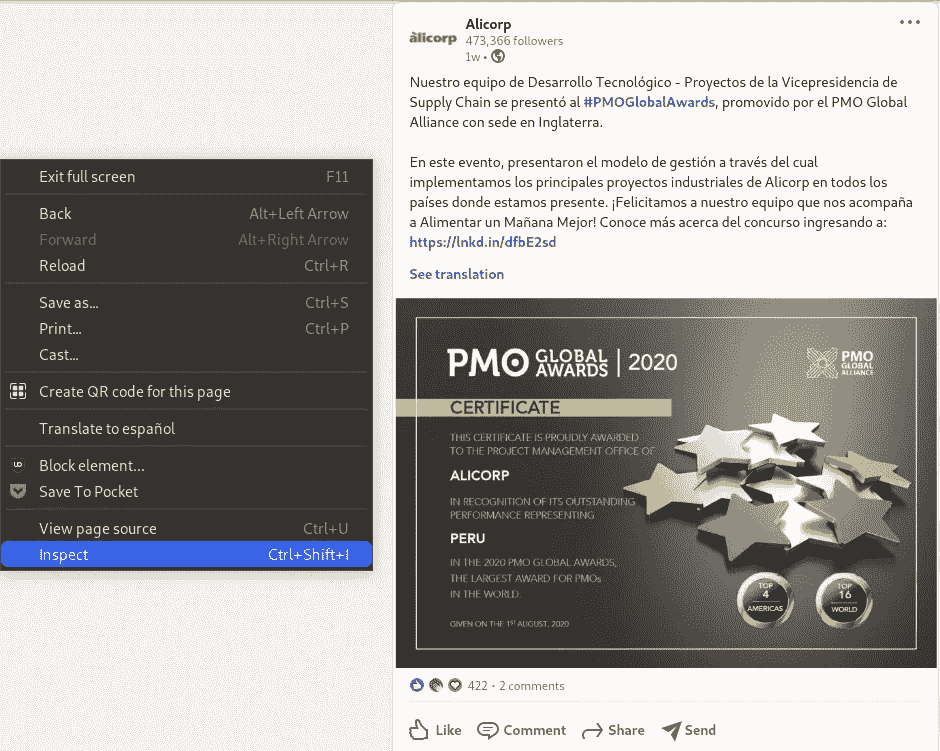 Exit full screen F11
Back Alt+Left Arrow
Forward Alt+Right Arrow
Reload Ctrl+R
Save as... Ctrl+S
Print... Ctrl+P
Cast...
Create QR code for this page
Translate to español
Block element...
Save To Pocket
View page source Ctrl+U
Inspect Ctrl+Shift+I
alicorp
Alicorp
473,366 followers
1w •
Nuestro equipo de Desarrollo Tecnológico - Proyectos de la Vicepresidencia de
Supply Chain se presentó al #PMOGlobalAwards, promovido por el PMO Global
Alliance con sede en Inglaterra.
En este evento, presentaron el modelo de gestión a través del cual
implementamos los principales proyectos industriales de Alicorp en todos los
países donde estamos presente. ¡Felicitamos a nuestro equipo que nos acompaña
a Alimentar un Mañana Mejor! Conoce más acerca del concurso ingresando a:
https://lnkd.in/dfbE2sd
See translation
PMO GLOBAL AWARDS | 2020
PMO GLOBAL ALLIANCE
CERTIFICATE
THIS CERTIFICATE IS PROUDLY AWARDED
TO THE PROJECT MANAGEMENT OFFICE OF
ALICORP
IN RECOGNITION OF ITS OUTSTANDING
PERFORMANCE REPRESENTING
PERU
IN THE 2020 PMO GLOBAL AWARDS,
THE LARGEST AWARD FOR PMOs
IN THE WORLD.
GIVEN ON THE 1ST AUGUST, 2020
TOP
4
AMERICAS
TOP
16
WORLD
422 · 2 comments
Like Comment Share Send